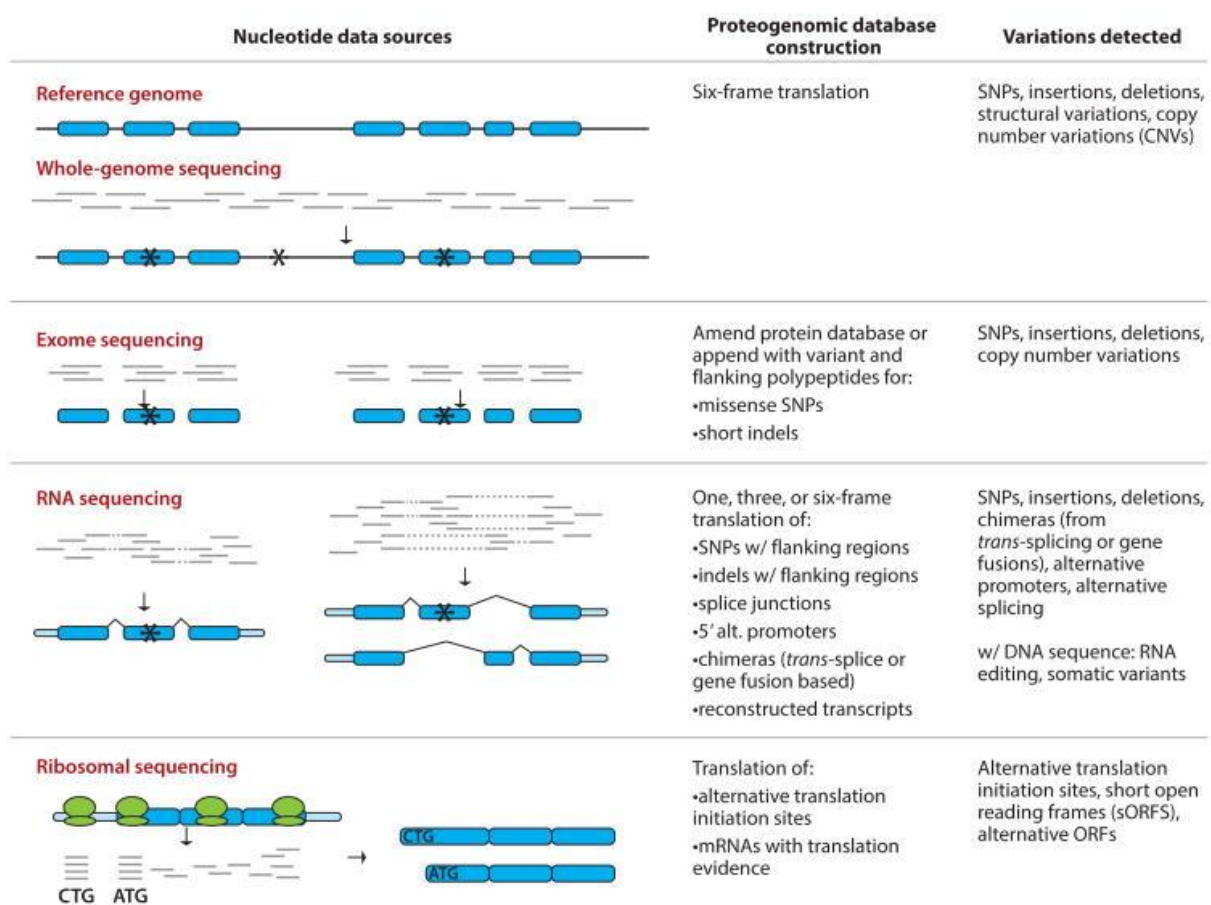 Nucleotide data sources
Proteogenomic database
construction
Variations detected
Reference genome
Whole-genome sequencing
Six-frame translation
SNPs, insertions, deletions,
structural variations, copy
number variations (CNVs)
Exome sequencing
Amend protein database or
append with variant and
flanking polypeptides for:
•missense SNPs
•short indels
SNPs, insertions, deletions,
copy number variations
RNA sequencing
One, three, or six-frame
translation of:
•SNPs w/ flanking regions
•indels w/ flanking regions
•splice junctions
•5' alt. promoters
•chimeras (trans-splice or
gene fusion based)
•reconstructed transcripts
SNPs, insertions, deletions,
chimeras (from
trans-splicing or gene
fusions), alternative
promoters, alternative
splicing
w/ DNA sequence: RNA
editing, somatic variants
Ribosomal sequencing
CTG ATG
CTG
ATG
Translation of:
•alternative translation
initiation sites
•mRNAs with translation
evidence
Alternative translation
initiation sites, short open
reading frames (sORFS),
alternative ORFs